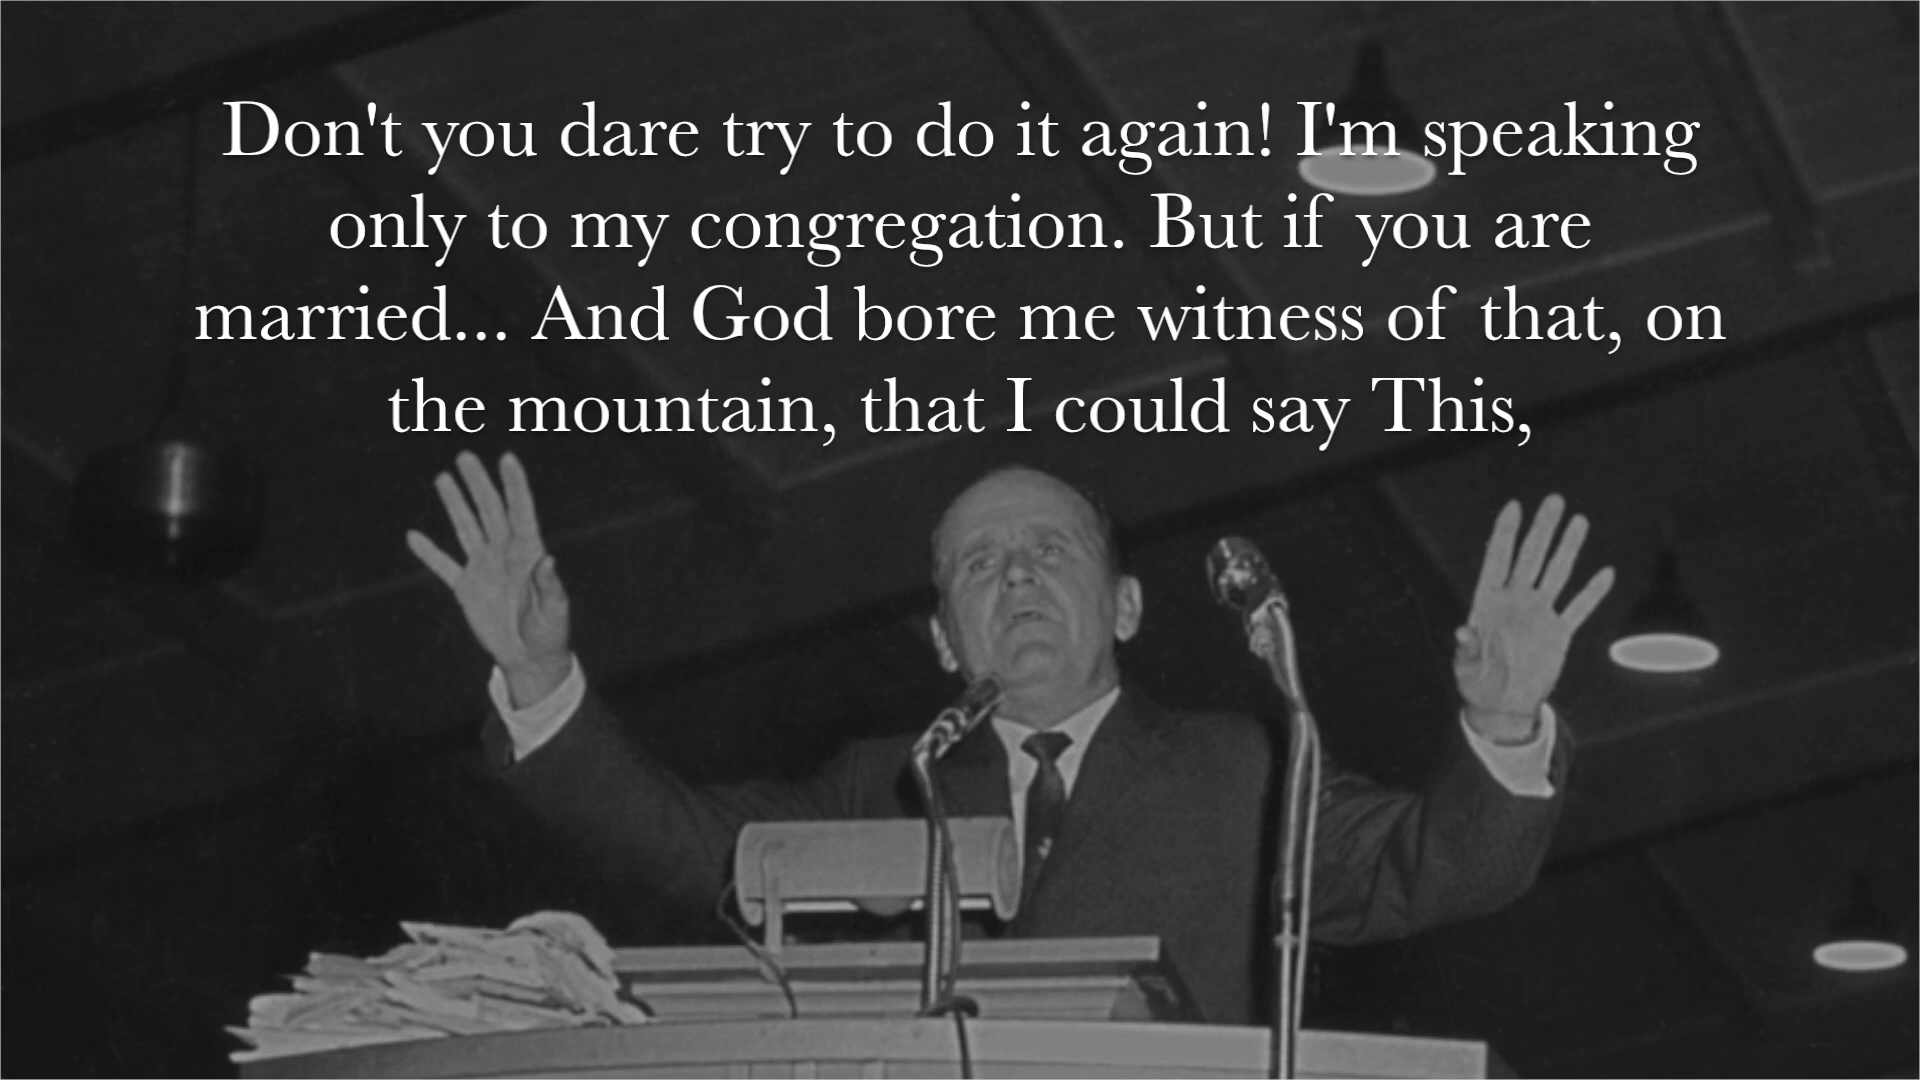 Don't you dare try to do it again! I'm speaking
only to my congregation. But if you are
married... And God bore me witness of that, on
the mountain, that I could say This,